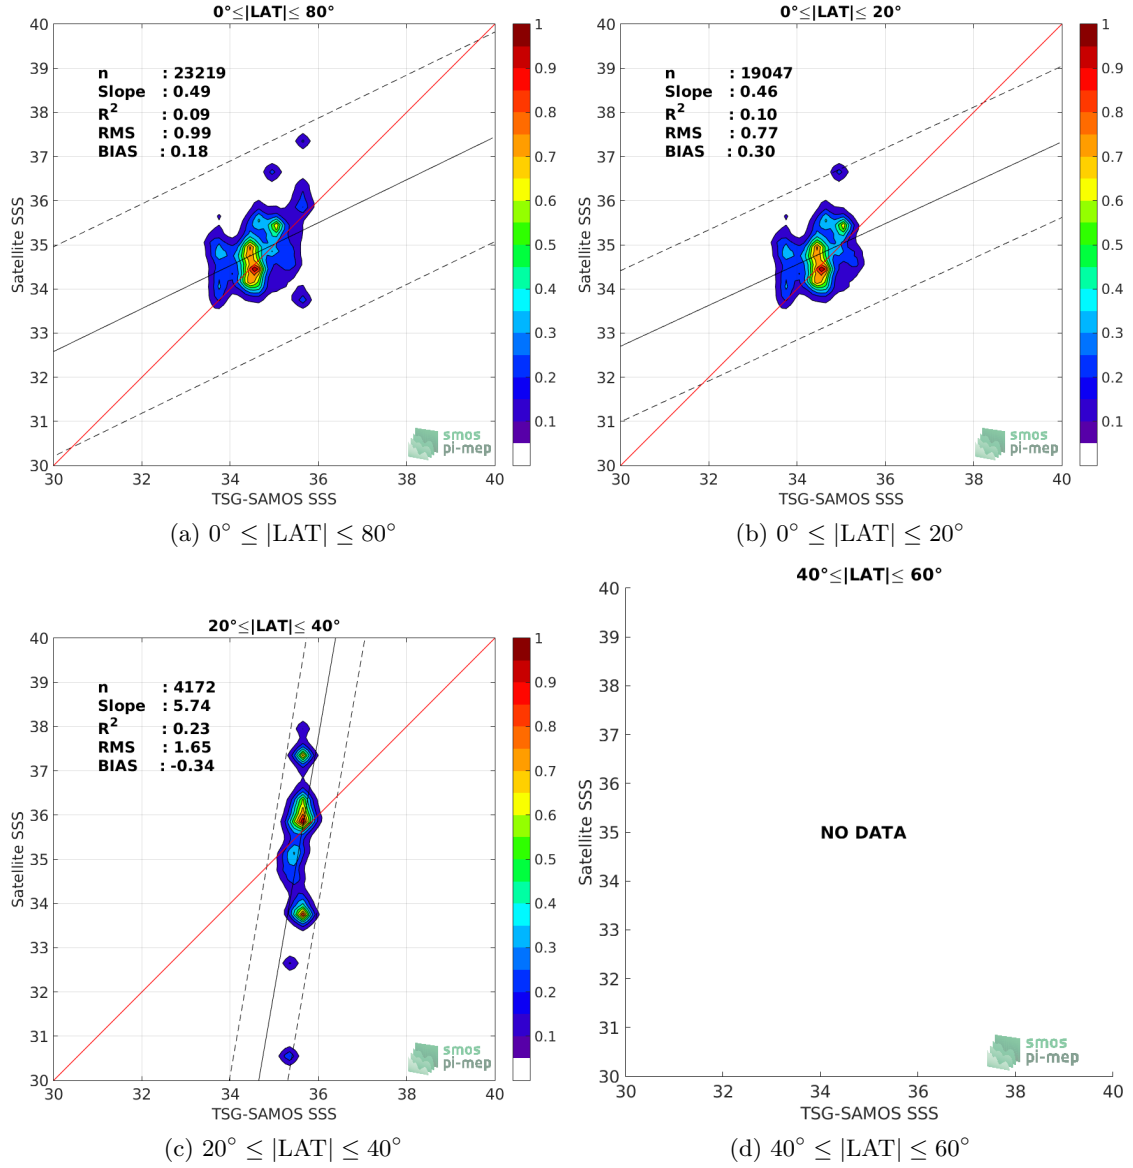 0°≤|LAT|≤ 80°
40
39
38
37
36
35
34
33
32
31
30
Satellite SSS
n : 23219
Slope : 0.49
R² : 0.09
RMS : 0.99
BIAS : 0.18
smos
pi-mep
30 32 34 36 38 40
TSG-SAMOS SSS
1
0.9
0.8
0.7
0.6
0.5
0.4
0.3
0.2
0.1
(a) 0° ≤ |LAT| ≤ 80°
0°≤|LAT|≤ 20°
40
39
38
37
36
35
34
33
32
31
30
Satellite SSS
n : 19047
Slope : 0.46
R² : 0.10
RMS : 0.77
BIAS : 0.30
smos
pi-mep
30 32 34 36 38 40
TSG-SAMOS SSS
1
0.9
0.8
0.7
0.6
0.5
0.4
0.3
0.2
0.1
(b) 0° ≤ |LAT| ≤ 20°
20°≤|LAT|≤ 40°
40
39
38
37
36
35
34
33
32
31
30
Satellite SSS
n : 4172
Slope : 5.74
R² : 0.23
RMS : 1.65
BIAS : -0.34
smos
pi-mep
30 32 34 36 38 40
TSG-SAMOS SSS
1
0.9
0.8
0.7
0.6
0.5
0.4
0.3
0.2
0.1
(c) 20° ≤ |LAT| ≤ 40°
40°≤|LAT|≤ 60°
40
39
38
37
36
35
34
33
32
31
30
Satellite SSS
NO DATA
smos
pi-mep
30 32 34 36 38 40
TSG-SAMOS SSS
(d) 40° ≤ |LAT| ≤ 60°